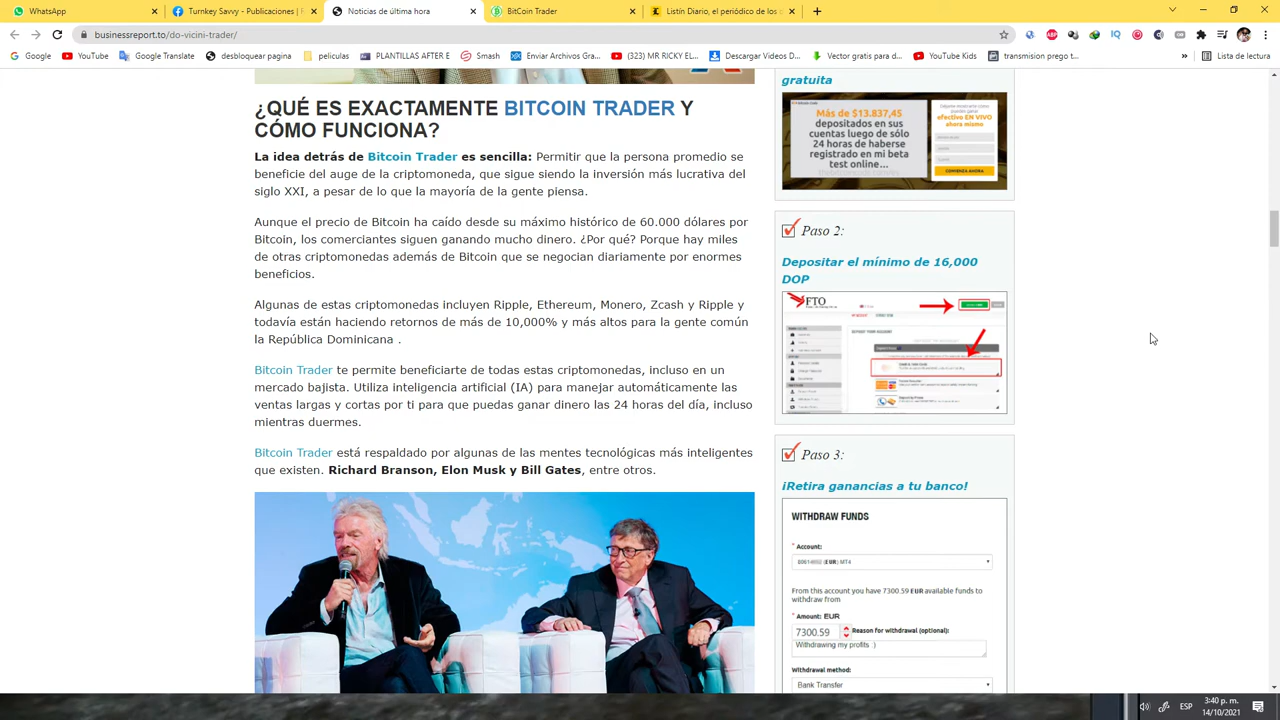 WhatsApp
Turnkey Savvy - Publicaciones |
Noticias de última hora
BitCoin Trader
Listín Diario, el periódico de los
businessreport.to/do-vicini-trader/
Google
YouTube
Google Translate
desbloquear pagina
peliculas
PLANTILLAS AFTER E
Smash
Enviar Archivos Gra...
(323) MR RICKY EL...
Descargar Videos D...
Vector gratis para d...
YouTube Kids
transmision prego t...
Lista de lectura
¿QUÉ ES EXACTAMENTE BITCOIN TRADER Y
CÓMO FUNCIONA?
La idea detrás de Bitcoin Trader es sencilla: Permitir que la persona promedio se
beneficie del auge de la criptomoneda, que sigue siendo la inversión más lucrativa del
siglo XXI, a pesar de lo que la mayoría de la gente piensa.
Aunque el precio de Bitcoin ha caído desde su máximo histórico de 60.000 dólares por
Bitcoin, los comerciantes siguen ganando mucho dinero. ¿Por qué? Porque hay miles
de otras criptomonedas además de Bitcoin que se negocian diariamente por enormes
beneficios.
Algunas de estas criptomonedas incluyen Ripple, Ethereum, Monero, Zcash y Ripple y
todavía están haciendo retornos de más de 10,000% y más altos para la gente común
la República Dominicana .
Bitcoin Trader te permite beneficiarte de todas estas criptomonedas, incluso en un
mercado bajista. Utiliza inteligencia artificial (IA) para manejar automáticamente las
ventas largas y cortas por ti para que puedas ganar dinero las 24 horas del día, incluso
mientras duermes.
Bitcoin Trader está respaldado por algunas de las mentes tecnológicas más inteligentes
que existen. Richard Branson, Elon Musk y Bill Gates, entre otros.
gratuita
Más de $13.837,45
depositados en sus
cuentas luego de sólo
24 horas de haberse
registrado en mi beta
test online...
efectivo EN VIVO
ahora mismo
COMIENZA AHORA
Paso 2:
Depositar el mínimo de 16,000
DOP
FTO
Paso 3:
¡Retira ganancias a tu banco!
WITHDRAW FUNDS
* Account:
(EUR) MT4
From this account you have 7300.59 EUR available funds to
withdraw from
* Amount: EUR
7300.59
Reason for withdrawal (optional):
Withdrawing my profits :)
Withdrawal method:
Bank Transfer
ESP
3:40 p. m.
14/10/2021